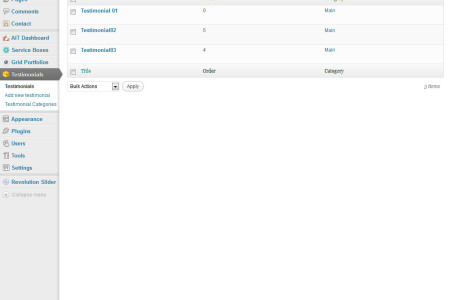 Comments
Contact
AIT Dashboard
Service Boxes
Grid Portfolios
Testimonials
Testimonials
Add new testimonial
Testimonial Categories
Appearance
Plugins
Users
Tools
Settings
Revolution Slider
Collapse menu
Testimonial 01 0 Main
Testimonial02 5 Main
Testimonial03 4 Main
Title Order Category
Bulk Actions Apply 3 items